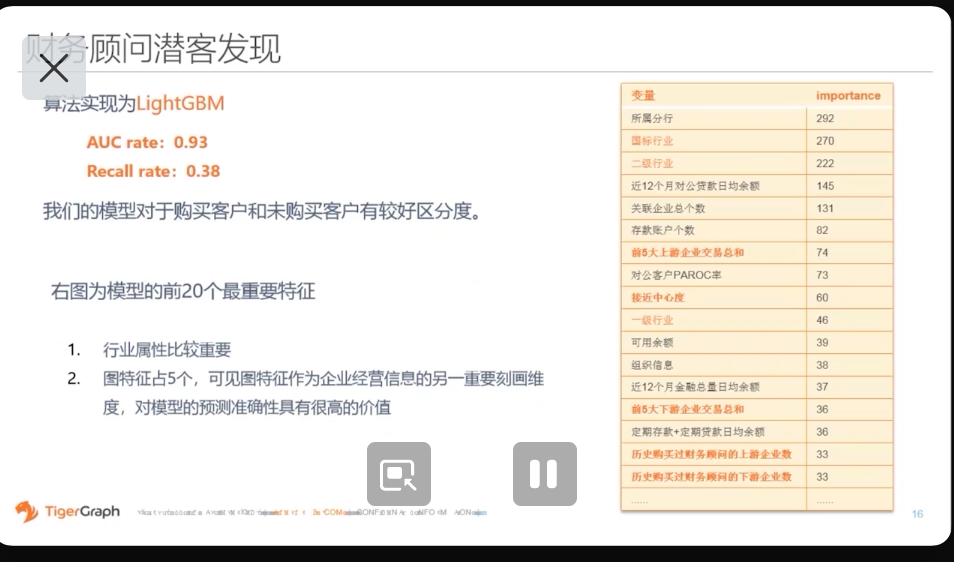 财务顾问潜客发现
算法实现为LightGBM
AUC rate：0.93
Recall rate：0.38
我们的模型对于购买客户和未购买客户有较好区分度。
右图为模型的前20个最重要特征
1. 行业属性比较重要
2. 图特征占5个，可见图特征作为企业经营信息的另一重要刻画维
度，对模型的预测准确性具有很高的价值
变量 importance
所属分行 292
国标行业 270
二级行业 222
近12个月对公贷款日均余额 145
关联企业总个数 131
存款账户个数 82
前5大上游企业交易总和 74
对公客户PAROC率 73
接近中心度 60
一级行业 46
可用余额 39
组织信息 38
近12个月金融总量日均余额 37
前5大下游企业交易总和 36
定期存款+定期贷款日均余额 36
历史购买过财务顾问的上游企业数 33
历史购买过财务顾问的下游企业数 33
...... ......
TigerGraph
16